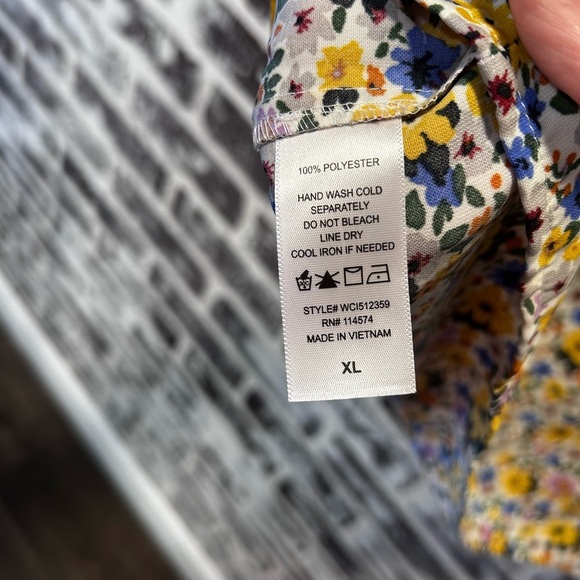 100% POLYESTER
HAND WASH COLD
SEPARATELY
DO NOT BLEACH
LINE DRY
COOL IRON IF NEEDED
STYLE# WCI512359
RN# 114574
MADE IN VIETNAM
XL